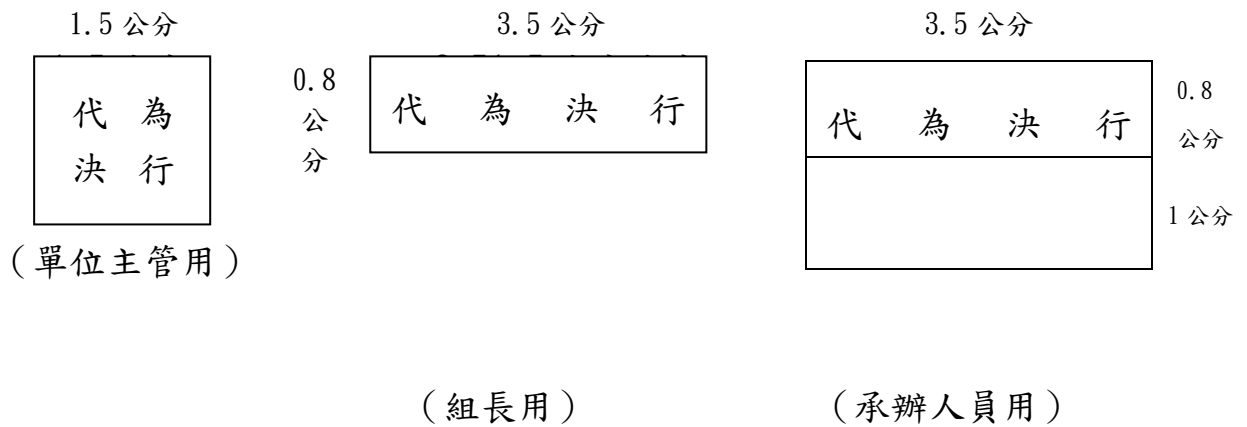 1.5 公分
代 為
決 行
(單位主管用)
3.5 公分
0.8
公
分
代 為 決 行
(組長用)
3.5 公分
代 為 決 行
0.8
公分
1 公分
(承辦人員用)